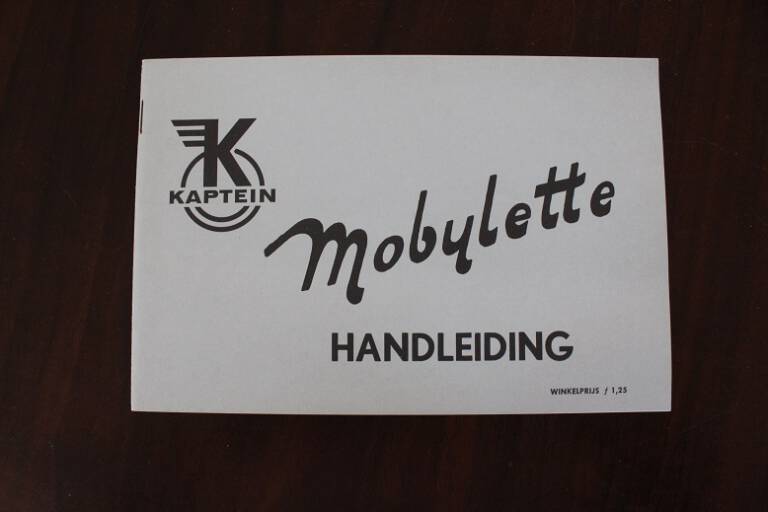 K
KAPTEIN
Mobylette
HANDLEIDING
WINKELPRIJS ƒ 1,25